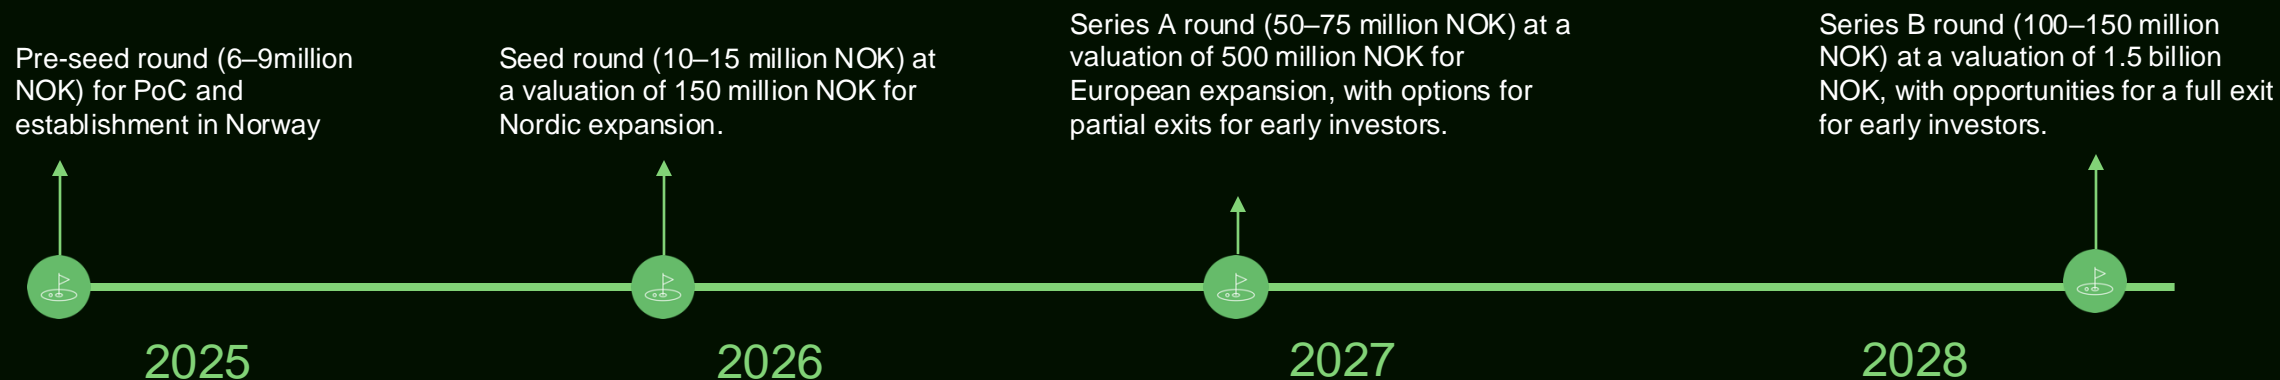 Pre-seed round (6–9million
NOK) for PoC and
establishment in Norway
Seed round (10–15 million NOK) at
a valuation of 150 million NOK for
Nordic expansion.
Series A round (50–75 million NOK) at a
valuation of 500 million NOK for
European expansion, with options for
partial exits for early investors.
Series B round (100–150 million
NOK) at a valuation of 1.5 billion
NOK, with opportunities for a full exit
for early investors.
2025
2026
2027
2028